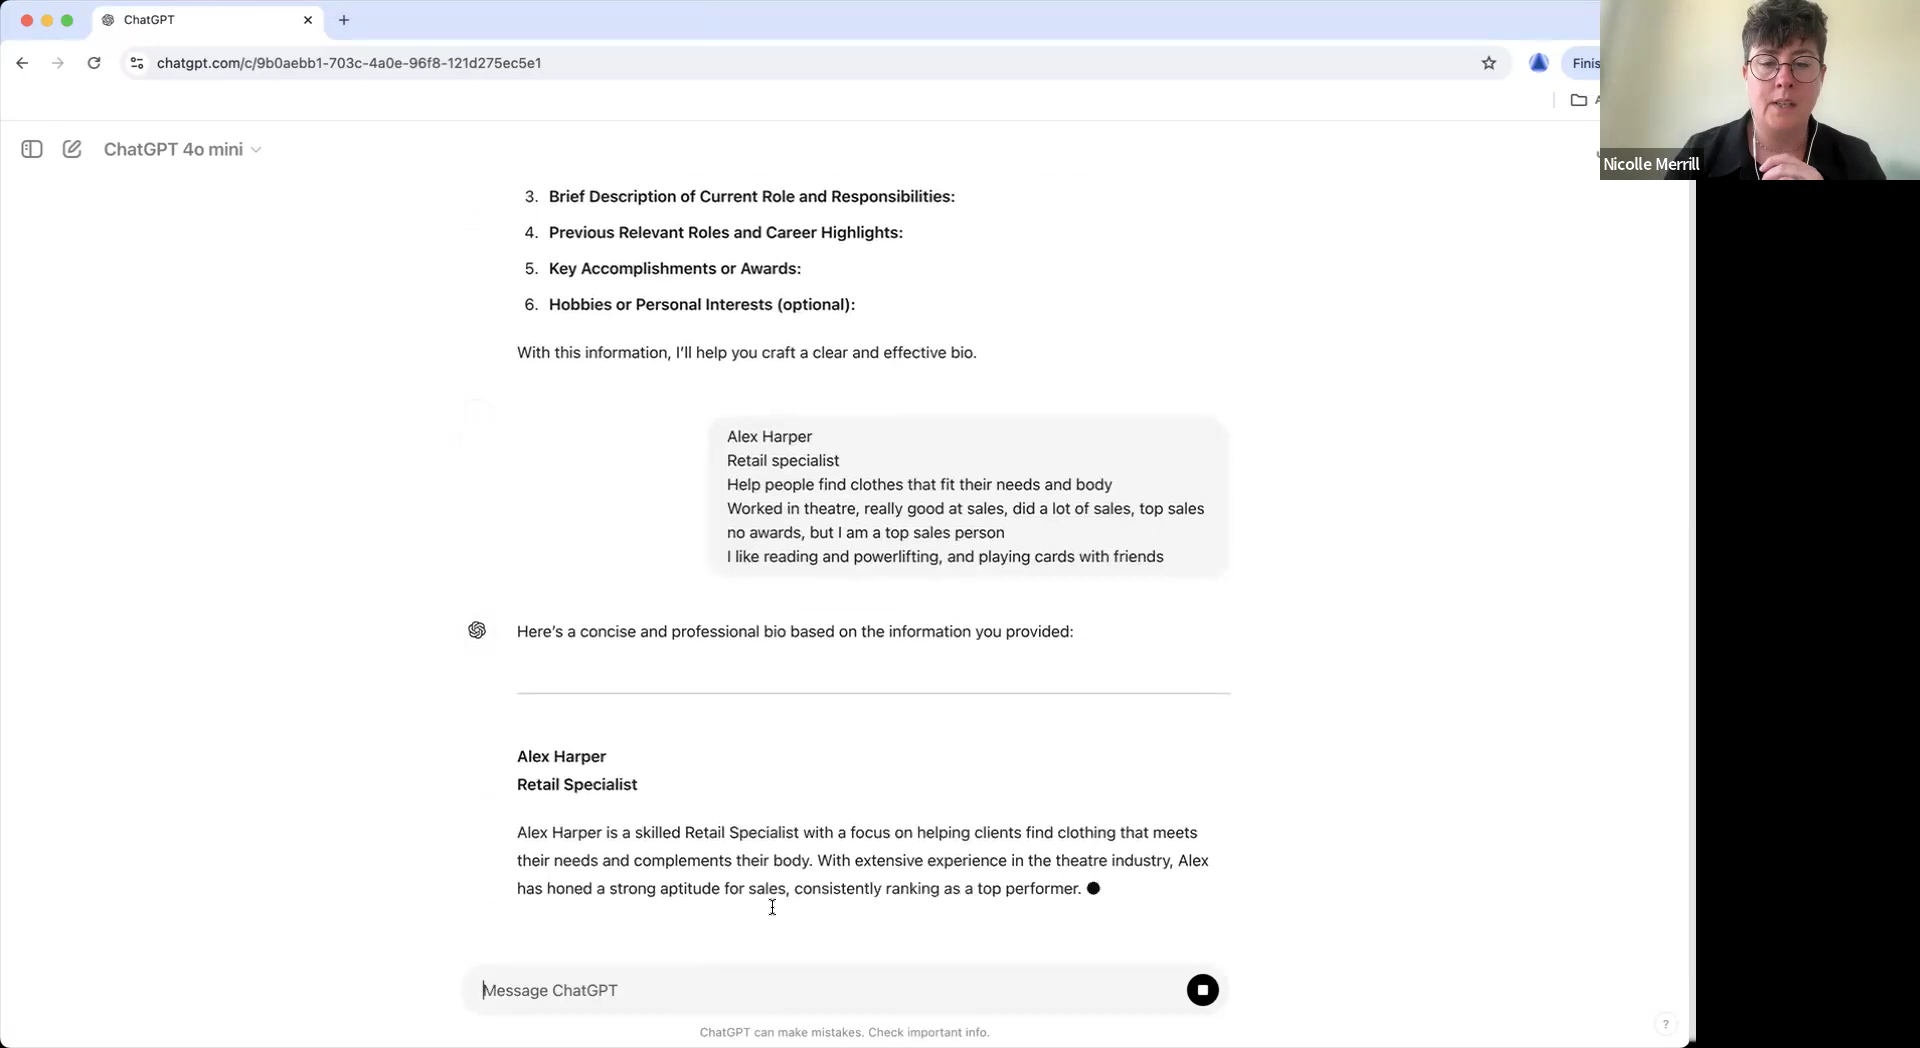 ChatGPT
chatgpt.com/c/9b0aebb1-703c-4a0e-96f8-121d275ec5e1
Finis
A
Nicolle Merrill
ChatGPT 4o mini
3. Brief Description of Current Role and Responsibilities:
4. Previous Relevant Roles and Career Highlights:
5. Key Accomplishments or Awards:
6. Hobbies or Personal Interests (optional):
With this information, I’ll help you craft a clear and effective bio.
Alex Harper
Retail specialist
Help people find clothes that fit their needs and body
Worked in theatre, really good at sales, did a lot of sales, top sales
no awards, but I am a top sales person
I like reading and powerlifting, and playing cards with friends
Here’s a concise and professional bio based on the information you provided:
Alex Harper
Retail Specialist
Alex Harper is a skilled Retail Specialist with a focus on helping clients find clothing that meets
their needs and complements their body. With extensive experience in the theatre industry, Alex
has honed a strong aptitude for sales, consistently ranking as a top performer.
Message ChatGPT
ChatGPT can make mistakes. Check important info.
?